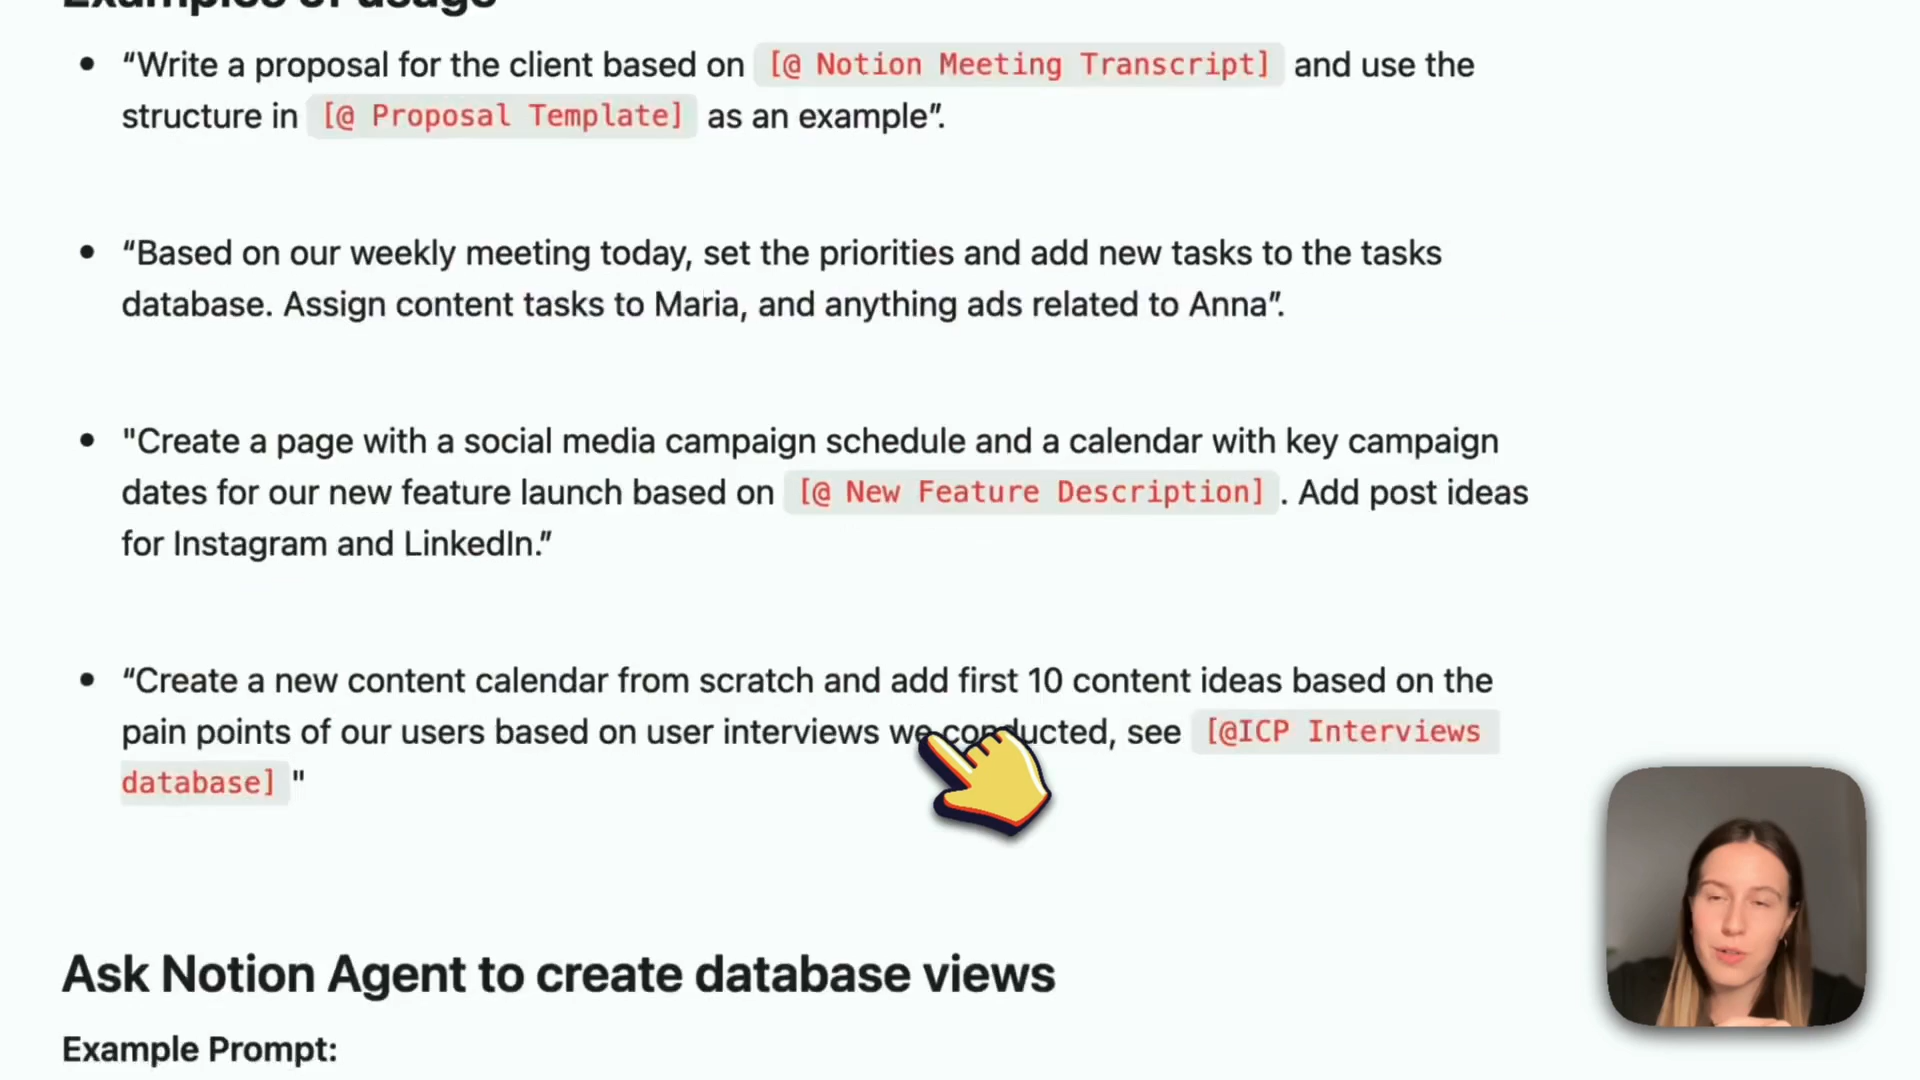 Examples of usage
• “Write a proposal for the client based on [@ Notion Meeting Transcript] and use the
structure in [@ Proposal Template] as an example”.
• “Based on our weekly meeting today, set the priorities and add new tasks to the tasks
database. Assign content tasks to Maria, and anything ads related to Anna”.
• "Create a page with a social media campaign schedule and a calendar with key campaign
dates for our new feature launch based on [@ New Feature Description] . Add post ideas
for Instagram and LinkedIn.”
• “Create a new content calendar from scratch and add first 10 content ideas based on the
pain points of our users based on user interviews we conducted, see [@ICP Interviews
database] "
Ask Notion Agent to create database views
Example Prompt: